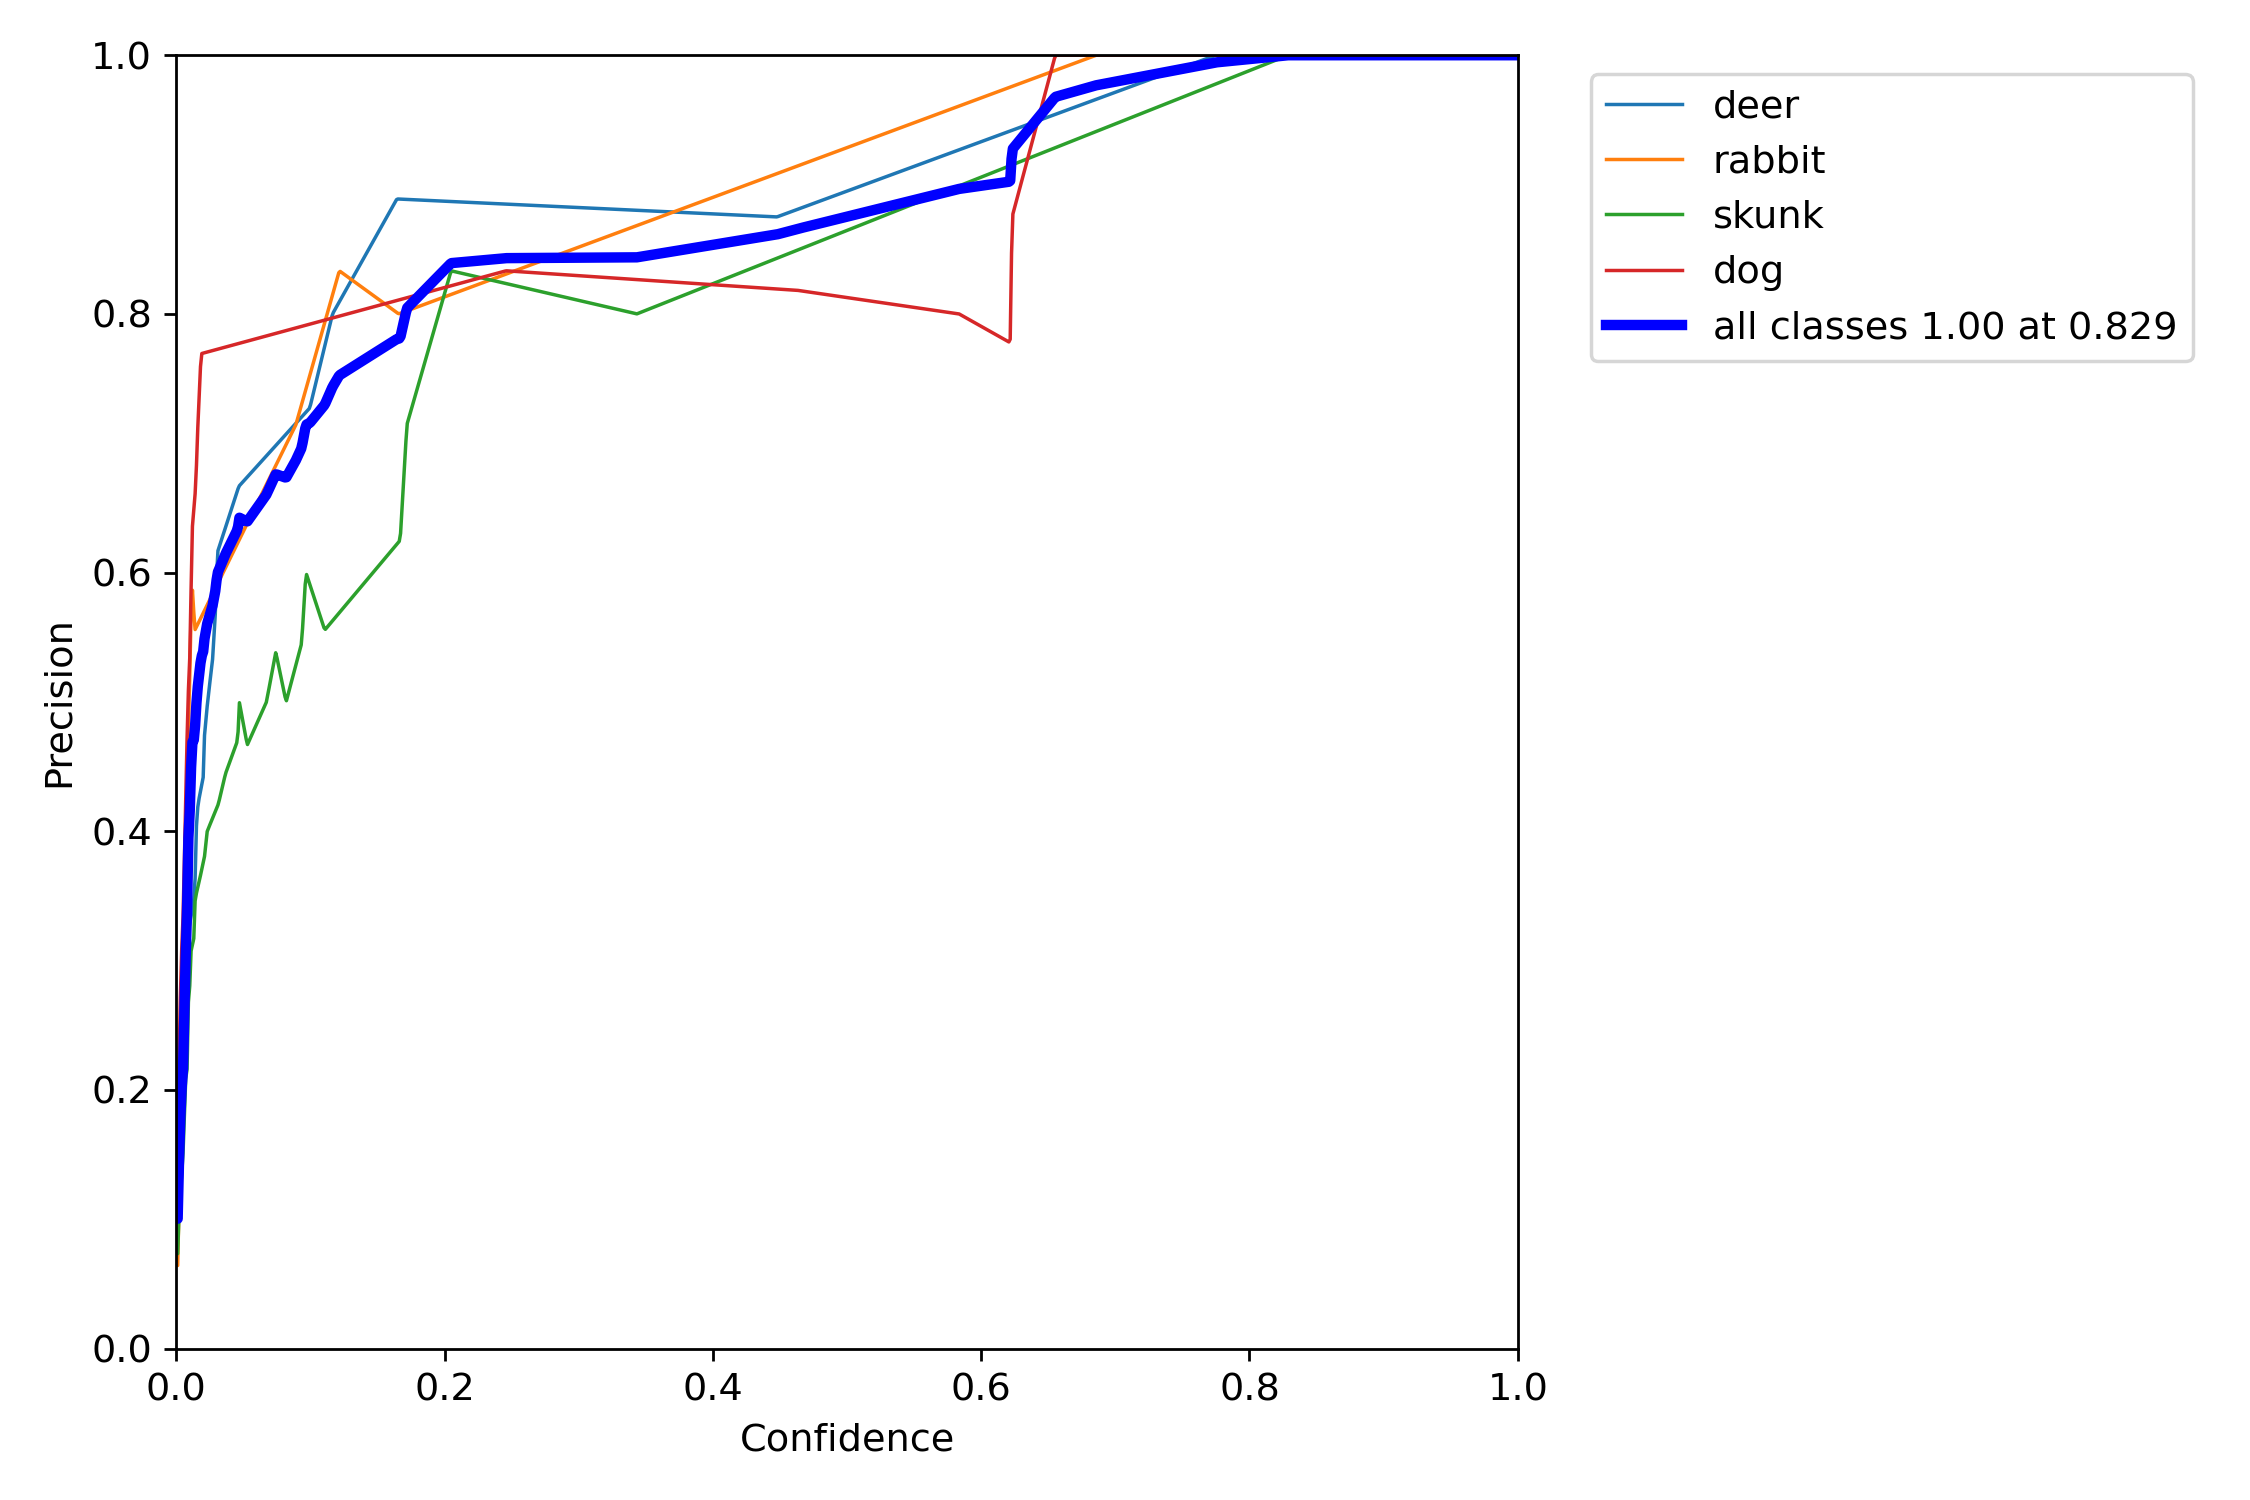 1.0
0.8
0.6
0.4
0.2
0.0
Precision
0.0 0.2 0.4 0.6 0.8 1.0
Confidence
deer
rabbit
skunk
dog
all classes 1.00 at 0.829